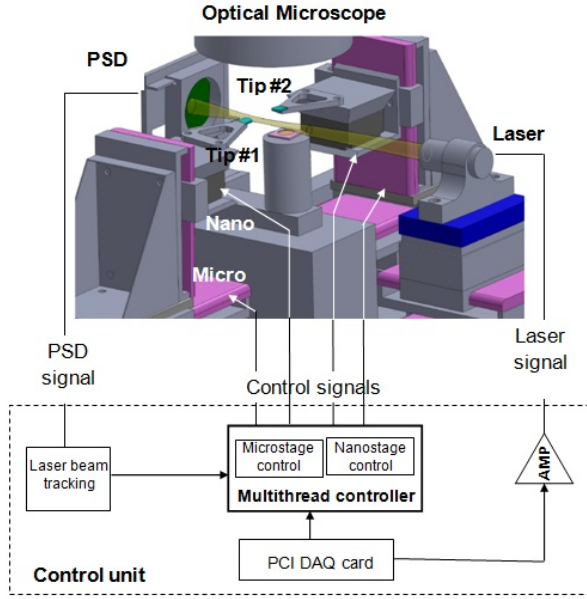 Optical Microscope
PSD
Tip #2
Laser
Tip #1
Nano
Micro
PSD
signal
Laser
signal
Control signals
Laser beam
tracking
Microstage
control
Nanostage
control
Multithread controller
AMP
PCI DAQ card
Control unit